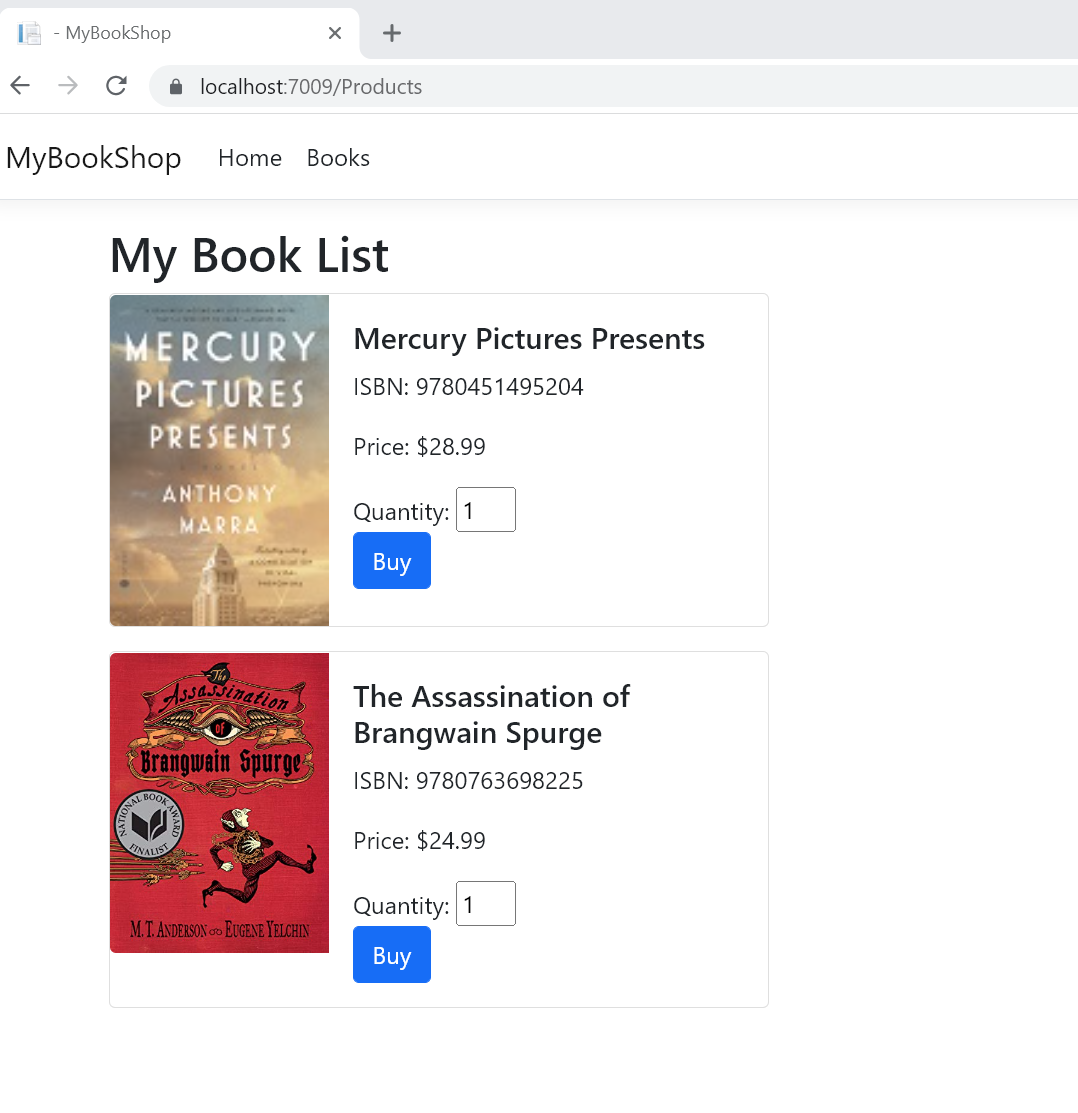 - MyBookShop
localhost:7009/Products
MyBookShop Home Books
My Book List
MERCURY
PICTURES
PRESENTS
A NOVEL
ANTHONY
MARRA
Mercury Pictures Presents
ISBN: 9780451495204
Price: $28.99
Quantity: 1
Buy
The
Assassination
of
Brangwain Spurge
NATIONAL BOOK AWARD
FINALIST
M. T. ANDERSON EUGENE YELCHIN
The Assassination of
Brangwain Spurge
ISBN: 9780763698225
Price: $24.99
Quantity: 1
Buy